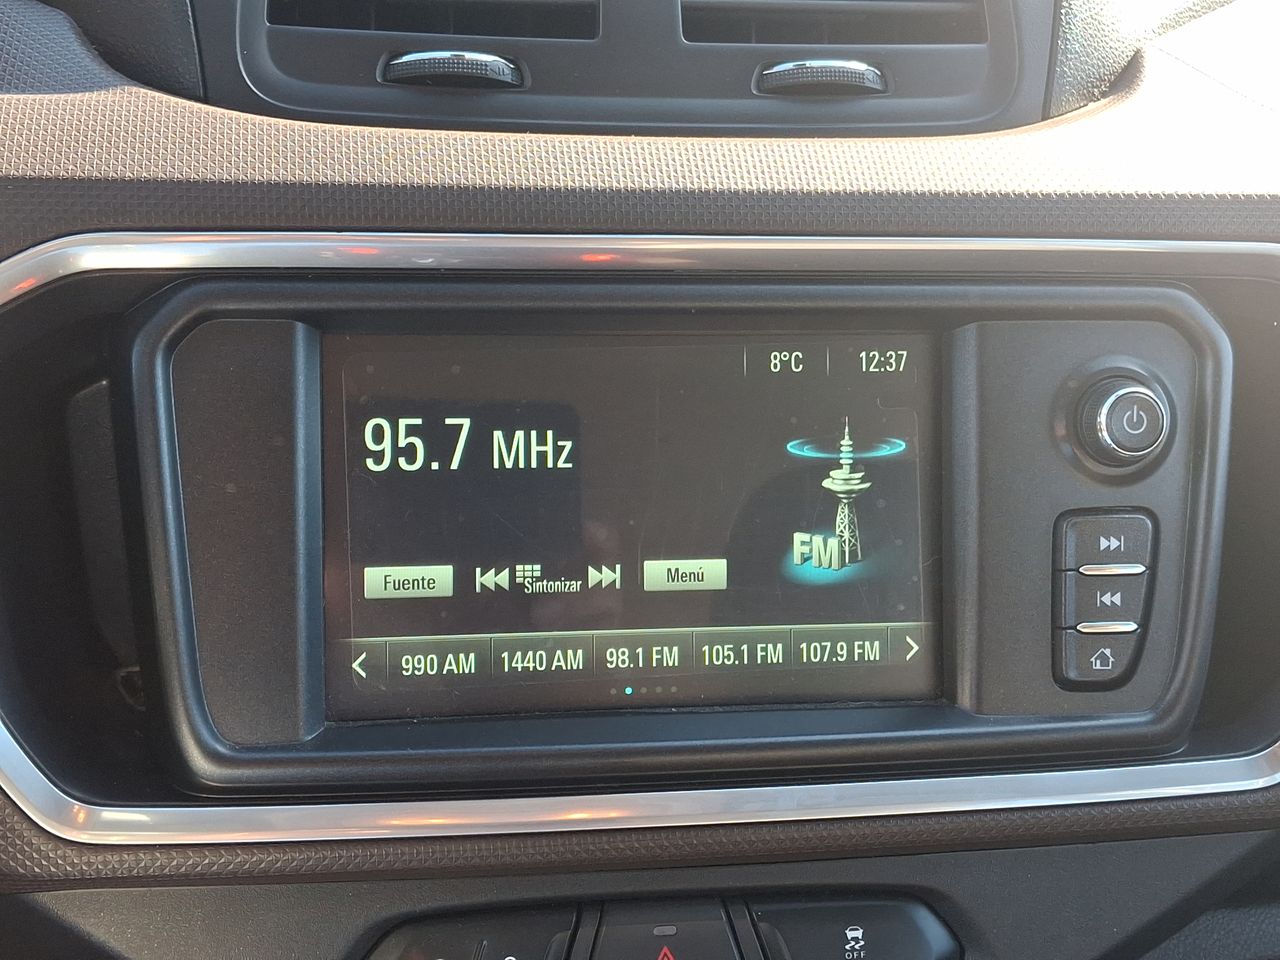 8°C 12:37
95.7 MHz
FM
Fuente Sintonizar Menú
990 AM 1440 AM 98.1 FM 105.1 FM 107.9 FM
OFF